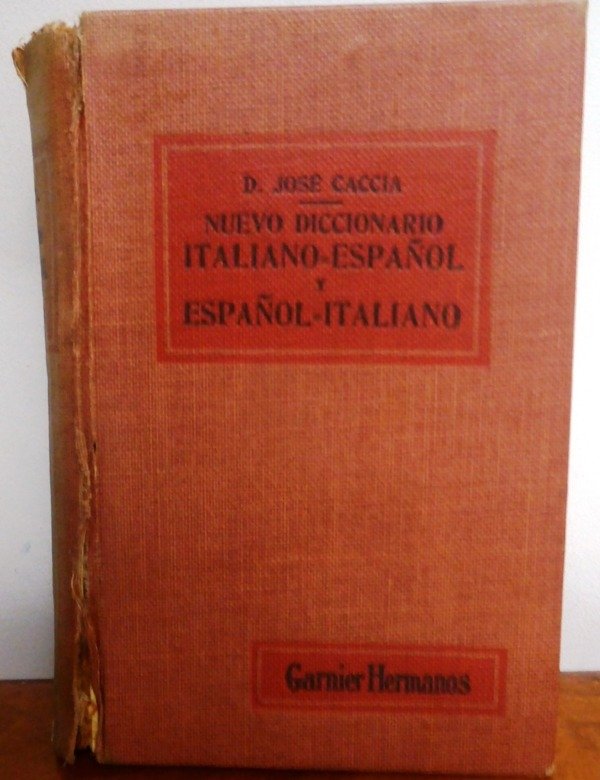 D. JOSÉ CACCIA
NUEVO DICCIONARIO
ITALIANO=ESPAÑOL
Y
ESPAÑOL=ITALIANO
Garnier Hermanos